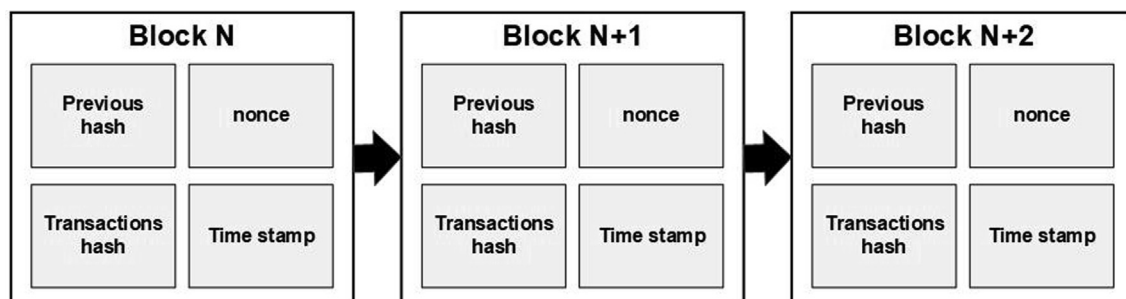 Block N
Previous
hash
nonce
Transactions
hash
Time stamp
Block N+1
Previous
hash
nonce
Transactions
hash
Time stamp
Block N+2
Previous
hash
nonce
Transactions
hash
Time stamp